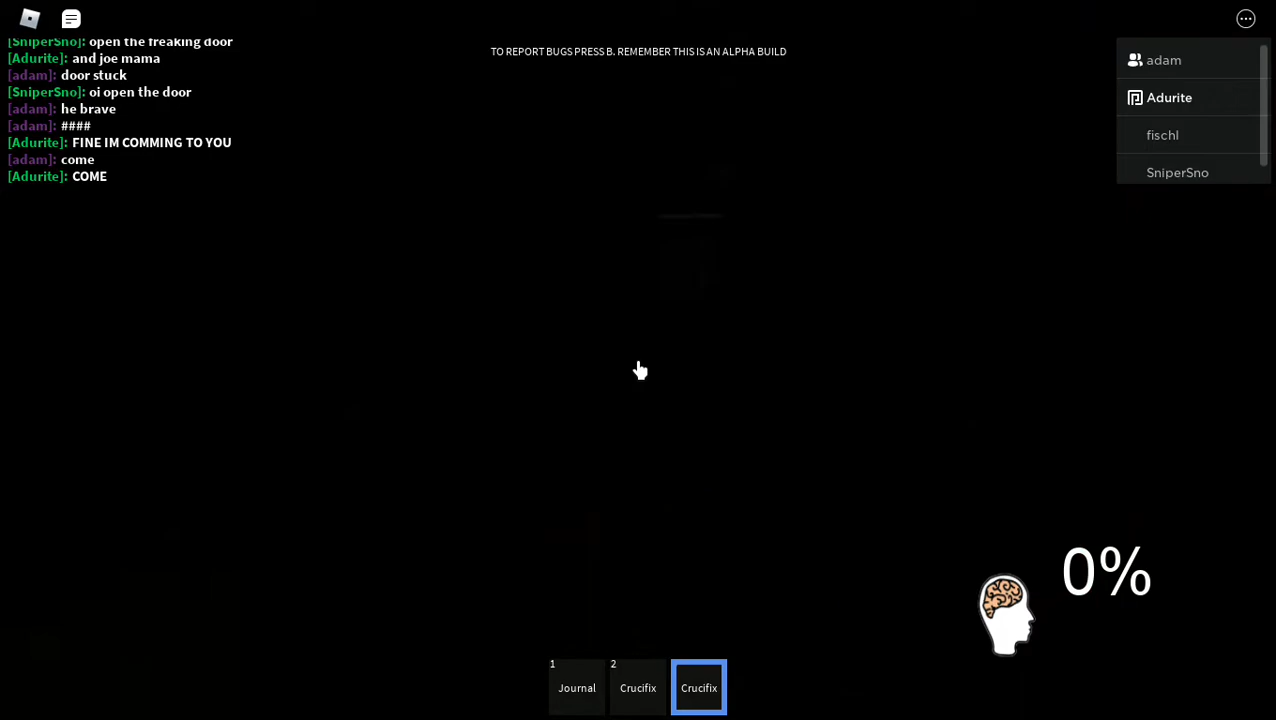 [SniperSno]: open the freaking door
[Adurite]: and joe mama
[adam]: door stuck
[SniperSno]: oi open the door
[adam]: he brave
[adam]: ####
[Adurite]: FINE IM COMMING TO YOU
[adam]: come
[Adurite]: COME
TO REPORT BUGS PRESS B. REMEMBER THIS IS AN ALPHA BUILD
adam
Adurite
fischl
SniperSno
0%
1
Journal
2
Crucifix
Crucifix